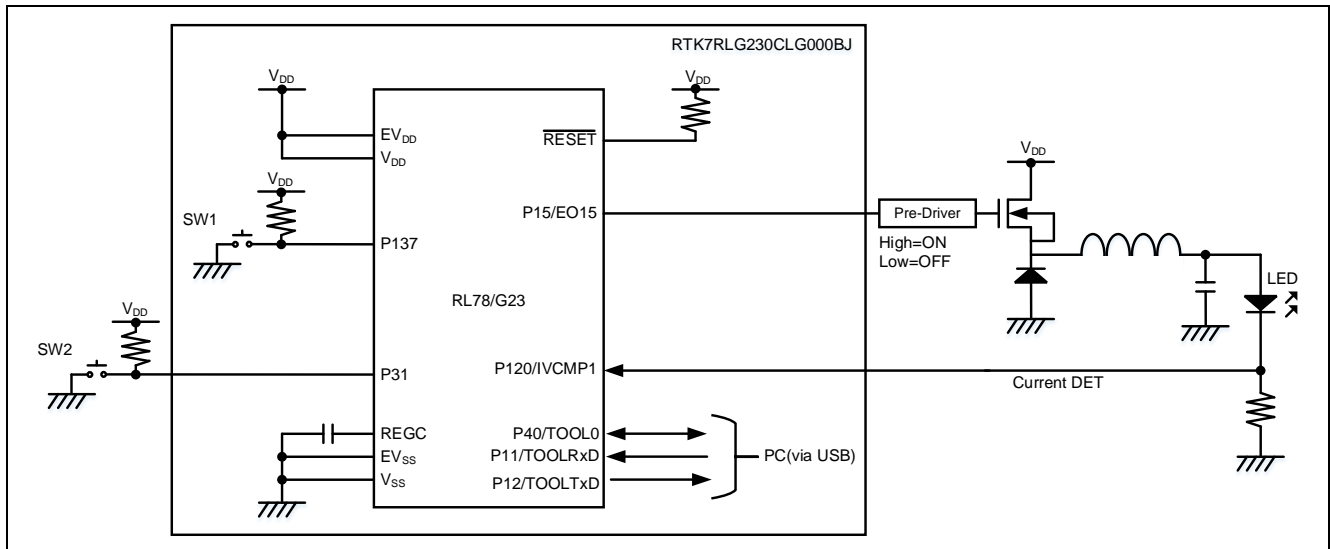 RTK7RLG230CLG000BJ
VDD
VDD
EVDD
RESET
VDD
VDD
VDD
P15/EO15
Pre-Driver
SW1
P137
High=ON
Low=OFF
LED
RL78/G23
VDD
SW2
P31
P120/IVCMP1
Current DET
REGC
P40/TOOL0
EVSS
P11/TOOLRxD
PC(via USB)
VSS
P12/TOOLTxD